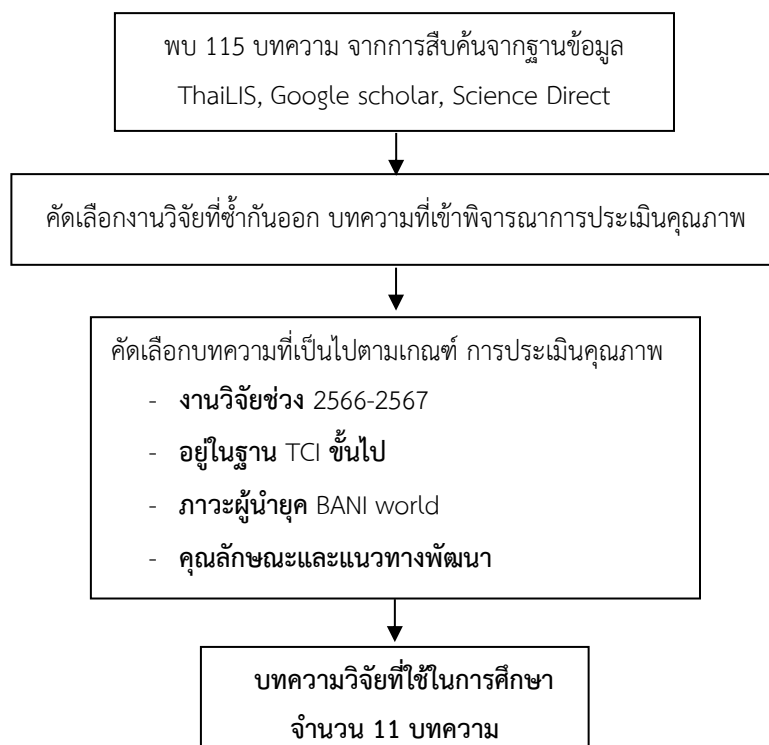 พบ 115 บทความ จากการสืบค้นจากฐานข้อมูล
ThaiLIS, Google scholar, Science Direct
คัดเลือกงานวิจัยที่ซ้ำกันออก บทความที่เข้าพิจารณาการประเมินคุณภาพ
คัดเลือกบทความที่เป็นไปตามเกณฑ์ การประเมินคุณภาพ
- งานวิจัยช่วง 2566-2567
- อยู่ในฐาน TCI ขั้นไป
- ภาวะผู้นำยุค BANI world
- คุณลักษณะและแนวทางพัฒนา
บทความวิจัยที่ใช้ในการศึกษา
จำนวน 11 บทความ